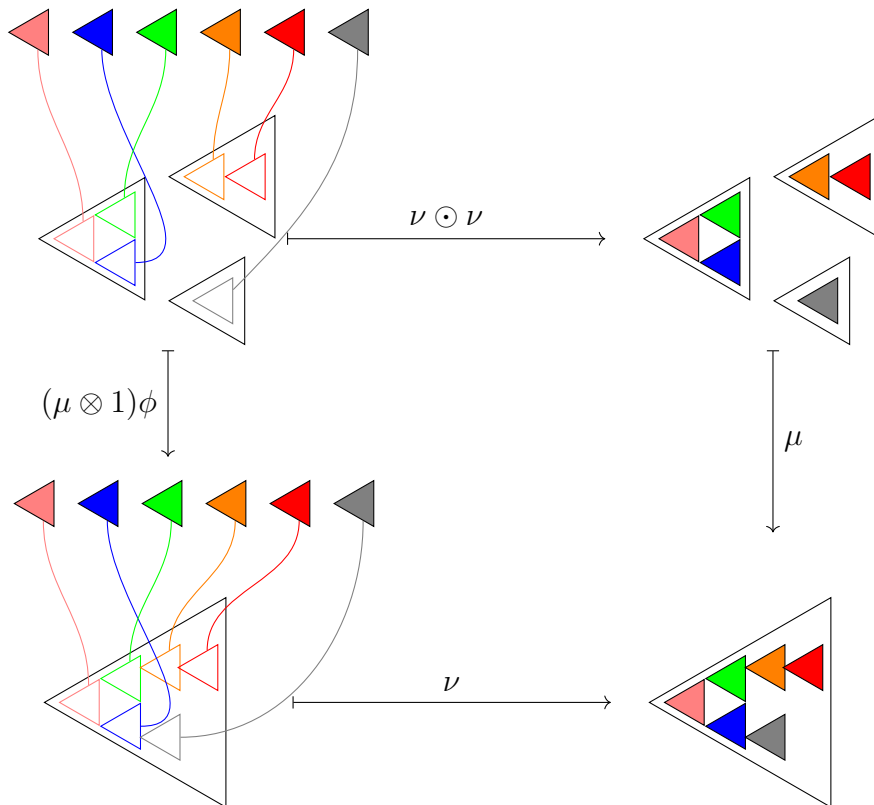 ν ⊙ ν
(μ ⊗ 1)ϕ
μ
ν